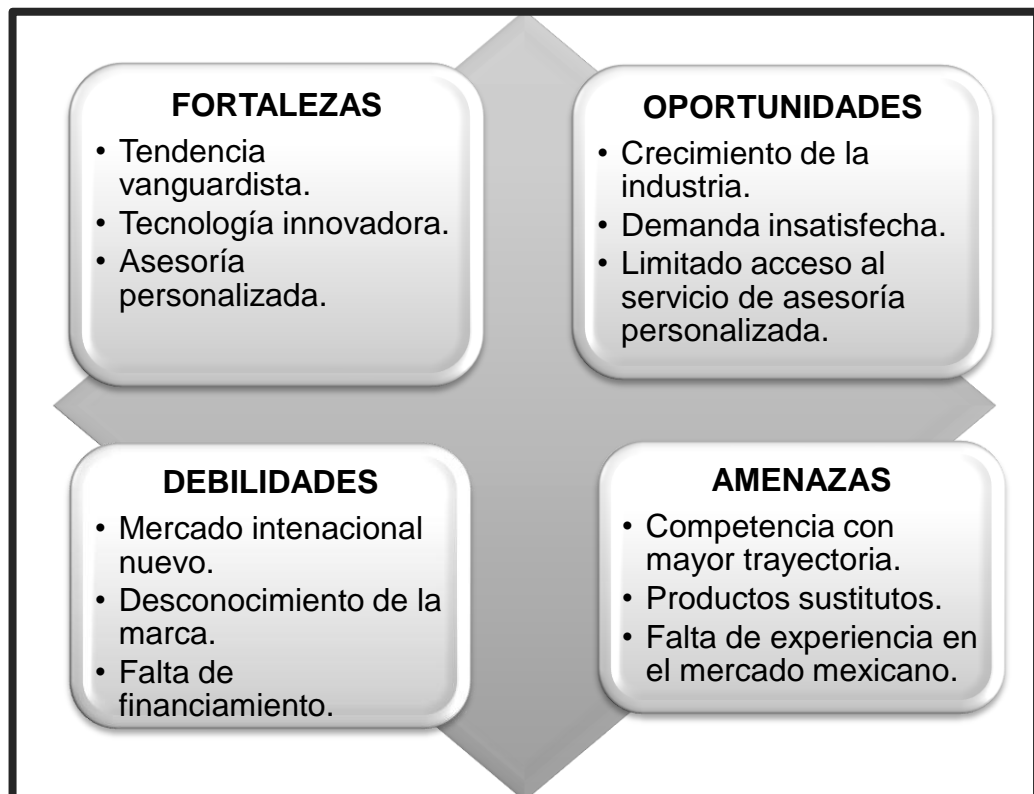 FORTALEZAS
• Tendencia
vanguardista.
• Tecnología innovadora.
• Asesoría
personalizada.
OPORTUNIDADES
• Crecimiento de la
industria.
• Demanda insatisfecha.
• Limitado acceso al
servicio de asesoría
personalizada.
DEBILIDADES
• Mercado intenacional
nuevo.
• Desconocimiento de la
marca.
• Falta de
financiamiento.
AMENAZAS
• Competencia con
mayor trayectoria.
• Productos sustitutos.
• Falta de experiencia en
el mercado mexicano.